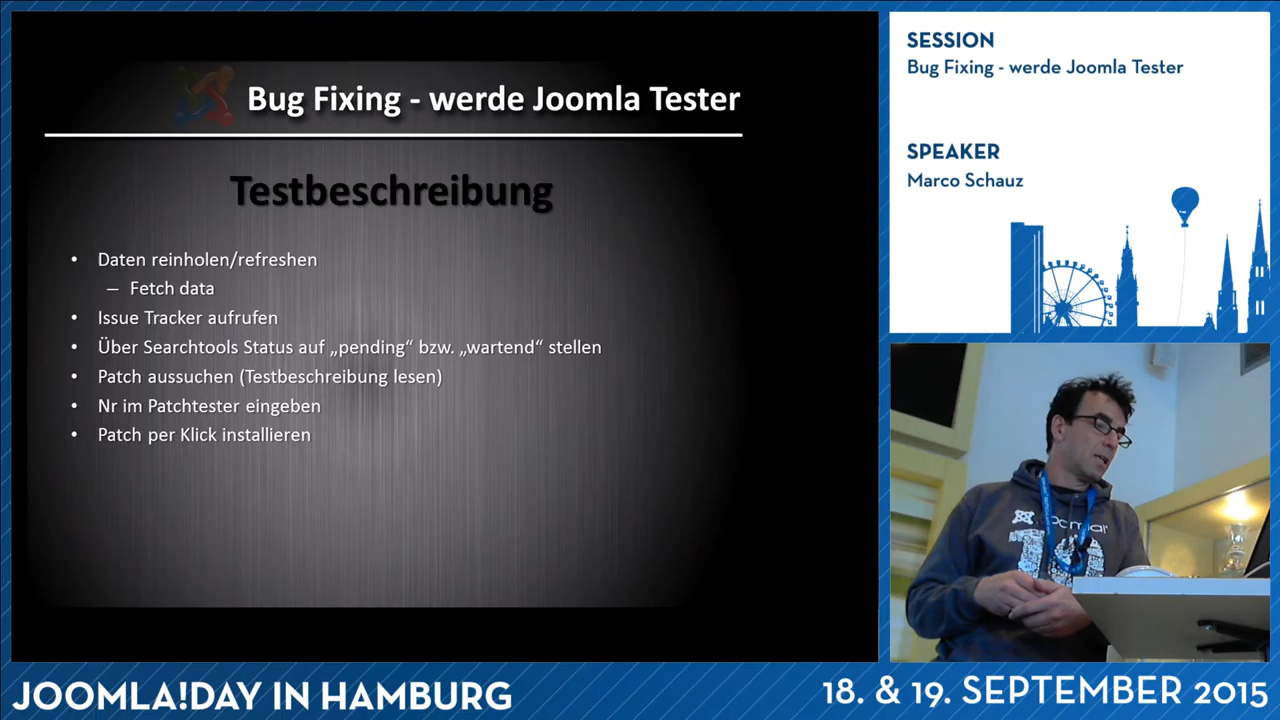 Bug Fixing - werde Joomla Tester
Testbeschreibung
• Daten reinholen/refreshen
– Fetch data
• Issue Tracker aufrufen
• Über Searchtools Status auf „pending“ bzw. „wartend“ stellen
• Patch aussuchen (Testbeschreibung lesen)
• Nr im Patchtester eingeben
• Patch per Klick installieren
SESSION
Bug Fixing - werde Joomla Tester
SPEAKER
Marco Schauz
JOOMLA!DAY IN HAMBURG
18. & 19. SEPTEMBER 2015